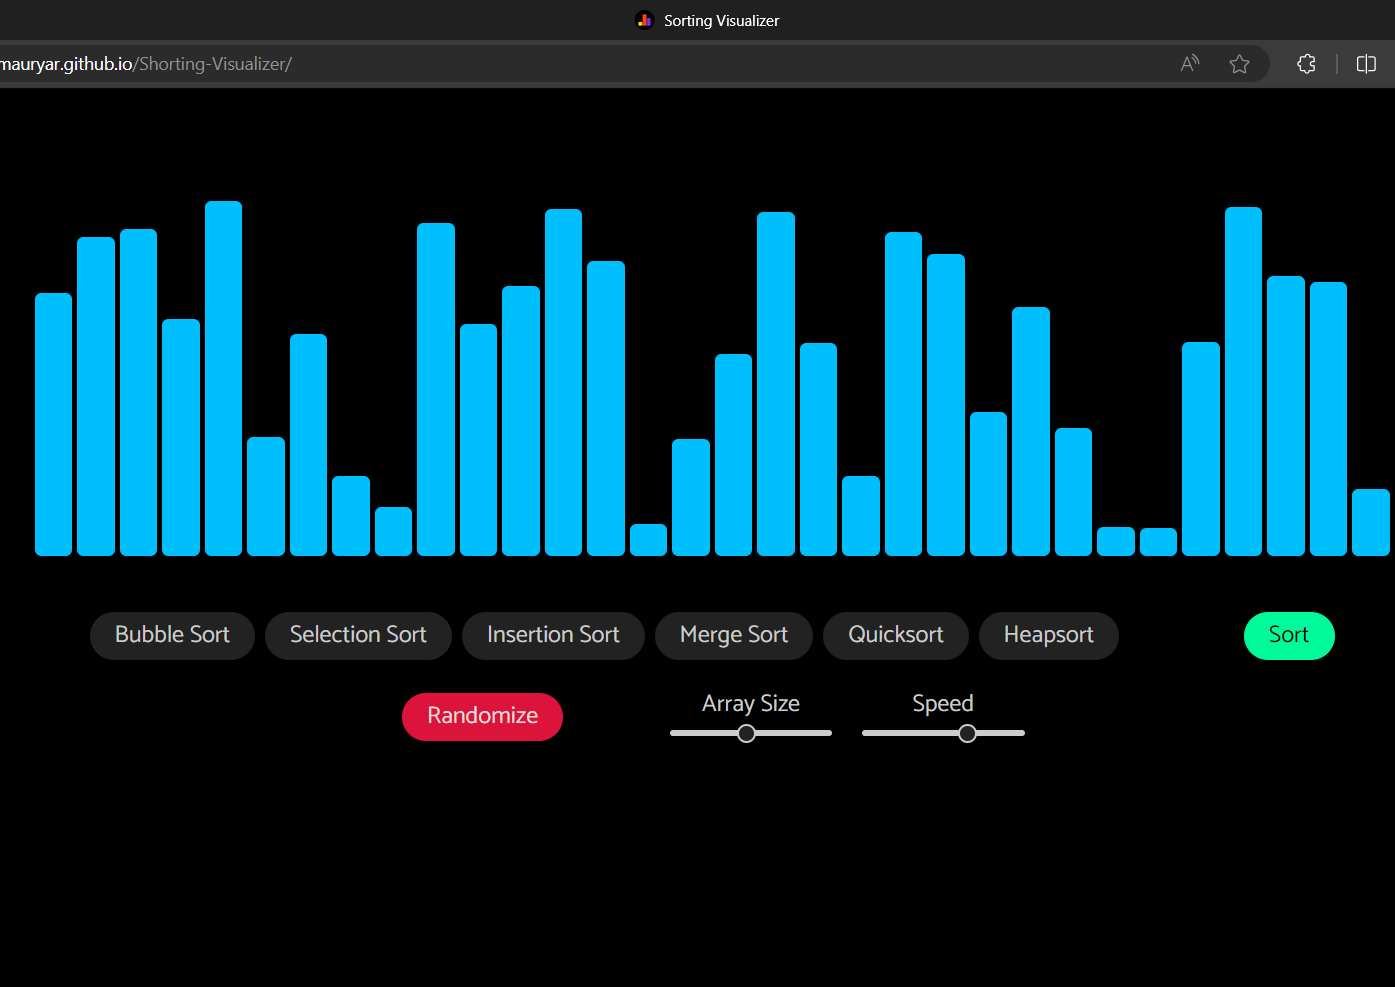 Sorting Visualizer
mauryar.github.io/Shorting-Visualizer/
Bubble Sort Selection Sort Insertion Sort Merge Sort Quicksort Heapsort Sort
Randomize Array Size Speed